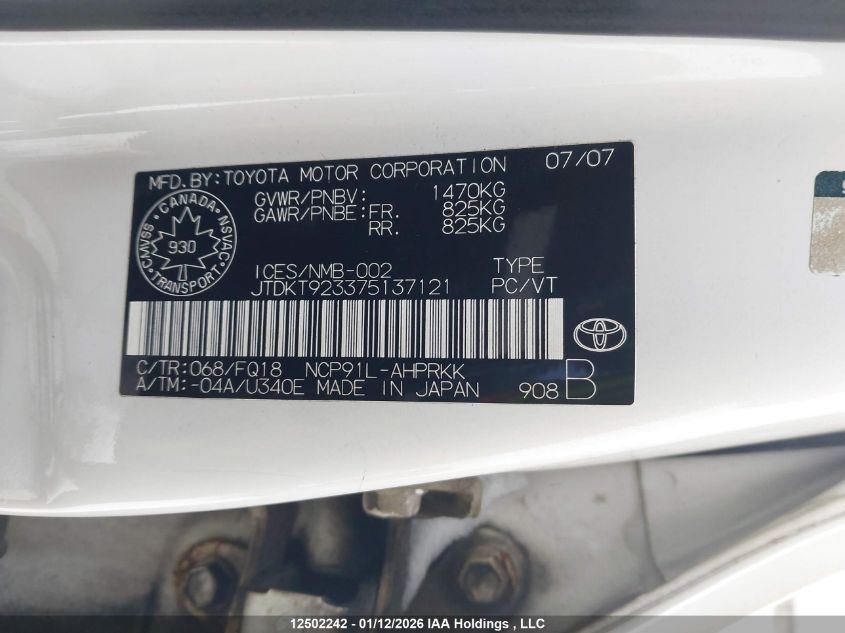 MFD.BY:TOYOTA MOTOR CORPORATION 07/07
GVWR/PNBV: 1470KG
GAWR/PNBE:FR. 825KG
RR. 825KG
CANADA
CMVSS
NSVAC
930
TRANSPORT
ICES/NMB-002 TYPE
JTDKT923375137121 PC/VT
C/TR:068/FQ18 NCP91L-AHPRKK
A/TM:-04A/U340E MADE IN JAPAN 908 B
12502242 - 01/12/2026 IAA Holdings , LLC